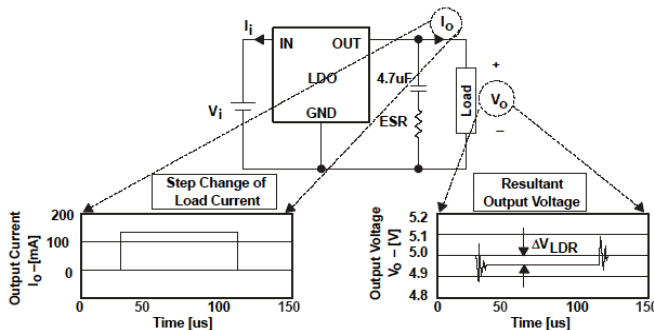 Ii
IN OUT
Io
LDO
4.7uF
Load
+
Vi
Vo
GND
ESR
–
Step Change of
Load Current
Resultant
Output Voltage
Output Current
Io–[mA]
200
100
0
0 50 100 150
Time [us]
Output Voltage
Vo–[V]
5.2
5.1
5.0
4.9
4.8
ΔVLDR
0 50 100 150
Time [us]